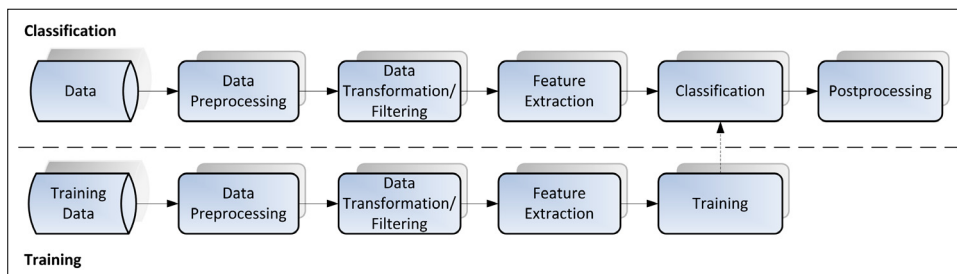 Classification
Data
Data
Preprocessing
Data
Transformation/
Filtering
Feature
Extraction
Classification
Postprocessing
Training
Data
Data
Preprocessing
Data
Transformation/
Filtering
Feature
Extraction
Training
Training